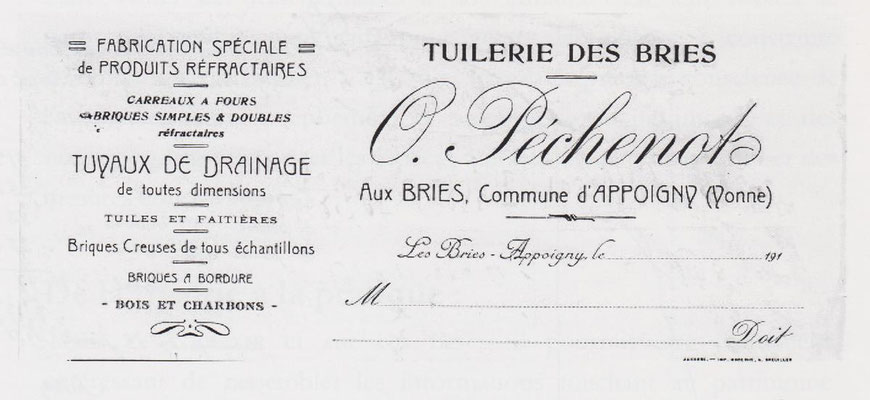 FABRICATION SPÉCIALE
de PRODUITS RÉFRACTAIRES
CARREAUX A FOURS
BRIQUES SIMPLES & DOUBLES
réfractaires
TUYAUX DE DRAINAGE
de toutes dimensions
TUILES ET FAITIÈRES
Briques Creuses de tous échantillons
BRIQUES A BORDURE
- BOIS ET CHARBONS -
TUILERIE DES BRIES
O. Péchenot
Aux BRIES, Commune d'APPOIGNY (Yonne)
Les Bries - Appoigny, le 191
M
Doit
AUXERRE. — IMP.